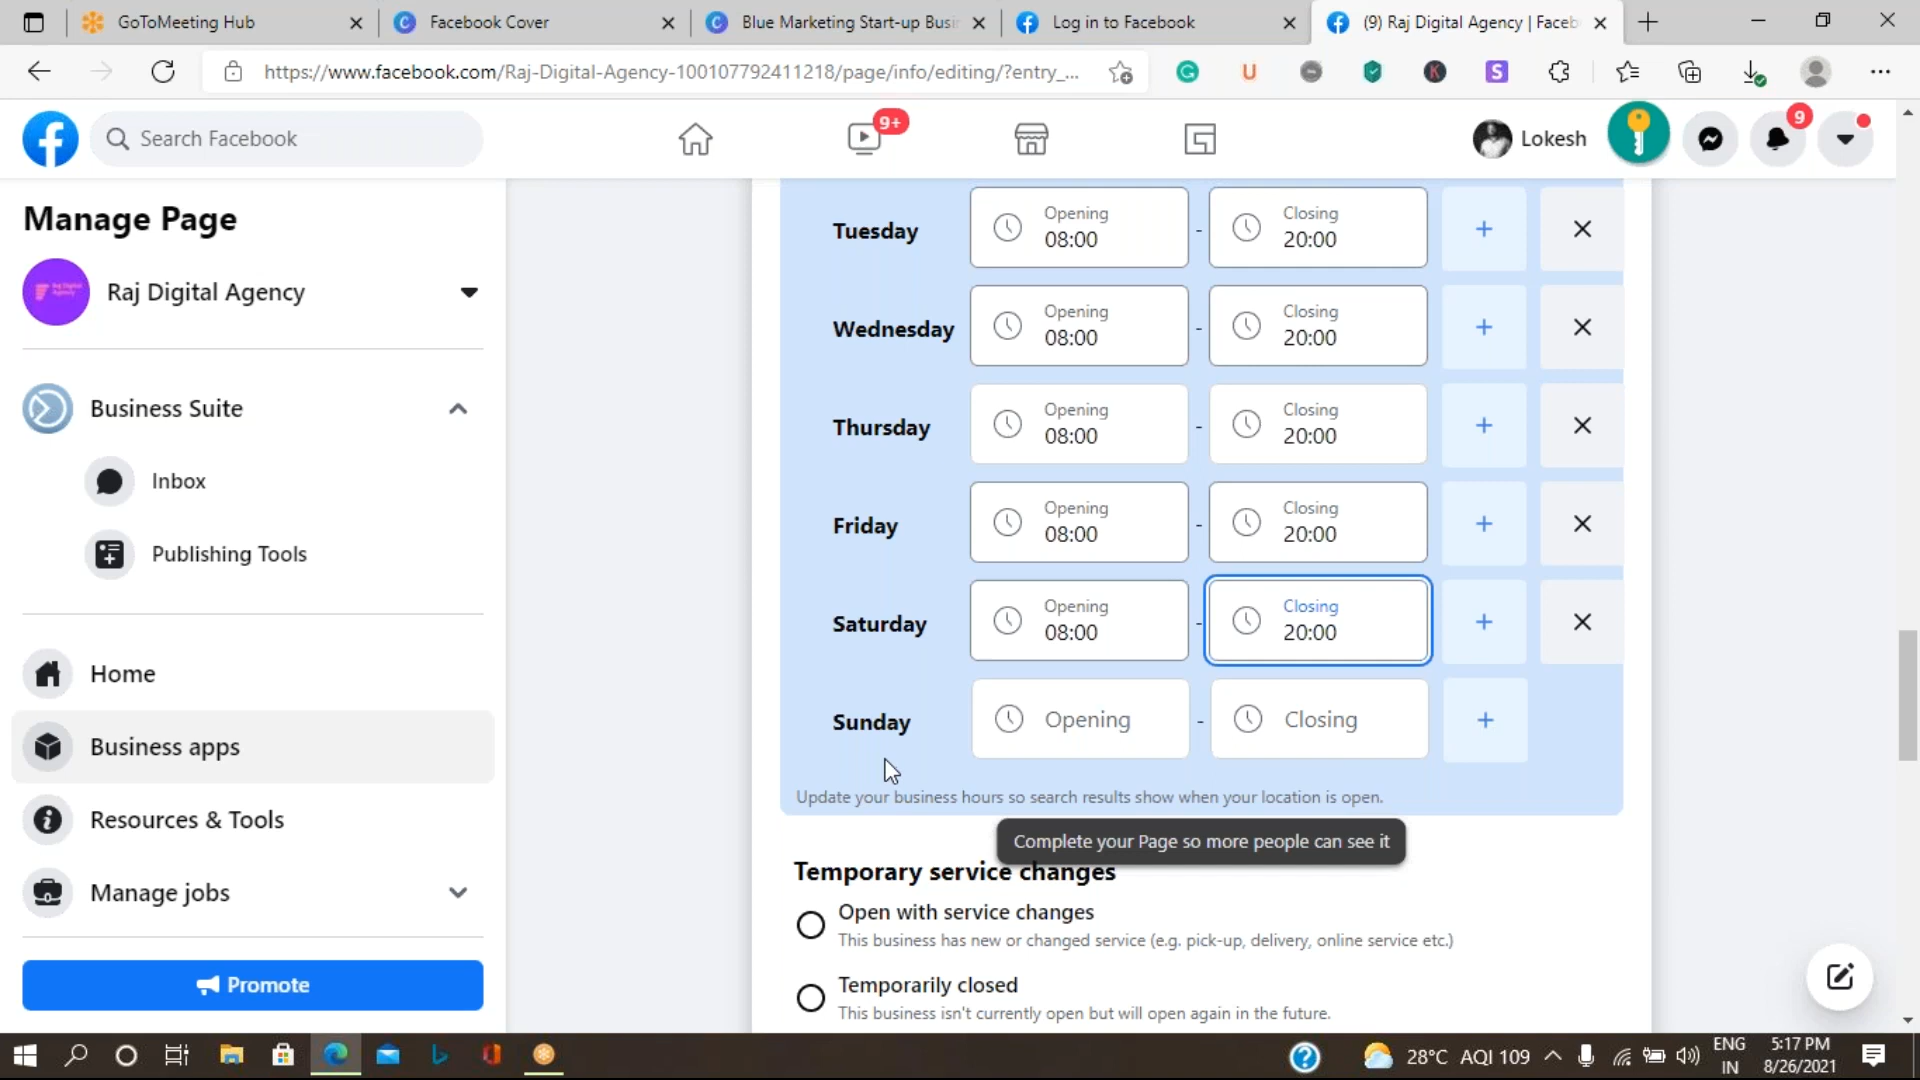 GoToMeeting Hub
Facebook Cover
Blue Marketing Start-up Busi
Log in to Facebook
(9) Raj Digital Agency | Faceb
https://www.facebook.com/Raj-Digital-Agency-100107792411218/page/info/editing/?entry_...
Search Facebook
9+
Lokesh
9
Manage Page
Raj Digital Agency
Business Suite
Inbox
Publishing Tools
Home
Business apps
Resources & Tools
Manage jobs
Promote
Tuesday
Opening
08:00
-
Closing
20:00
+
Wednesday
Opening
08:00
-
Closing
20:00
+
Thursday
Opening
08:00
-
Closing
20:00
+
Friday
Opening
08:00
-
Closing
20:00
+
Saturday
Opening
08:00
-
Closing
20:00
+
Sunday
Opening
-
Closing
+
Update your business hours so search results show when your location is open.
Complete your Page so more people can see it
Temporary service changes
Open with service changes
This business has new or changed service (e.g. pick-up, delivery, online service etc.)
Temporarily closed
This business isn't currently open but will open again in the future.
28°C AQI 109
ENG
IN
5:17 PM
8/26/2021